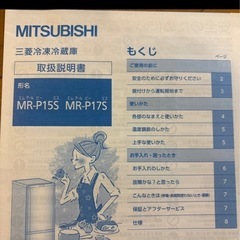 MITSUBISHI
三菱冷凍冷蔵庫
取扱説明書
形名
MR-P15S MR-P17S
もくじ
ご使用の前に
安全のために必ずお守りください 2
据付けから運転開始まで 3
使いかた
各部のなまえと使いかた 4
温度調節のしかた 5
上手な使いかた 5
お手入れ・困ったとき
お手入れのしかた 6
故障かな？と思ったら 7
こんなときは
保証とアフターサービス 7
仕様 8